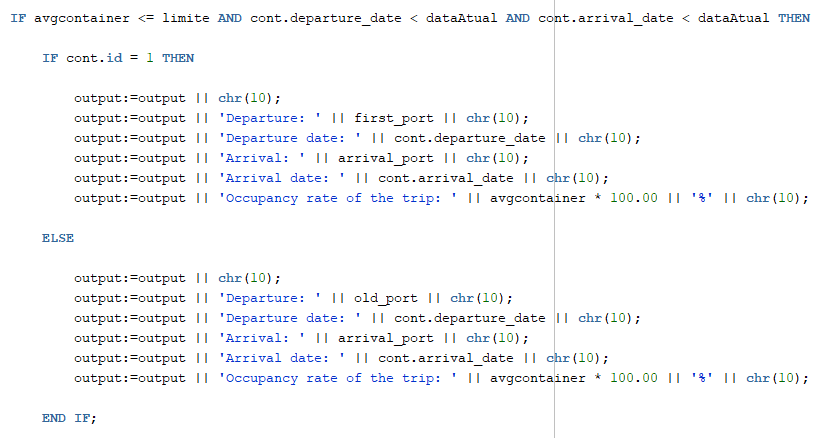 IF avgcontainer <= limite AND cont.departure_date < dataAtual AND cont.arrival_date < dataAtual THEN
IF cont.id = 1 THEN
output:=output || chr(10);
output:=output || 'Departure: ' || first_port || chr(10);
output:=output || 'Departure date: ' || cont.departure_date || chr(10);
output:=output || 'Arrival: ' || arrival_port || chr(10);
output:=output || 'Arrival date: ' || cont.arrival_date || chr(10);
output:=output || 'Occupancy rate of the trip: ' || avgcontainer * 100.00 || '%' || chr(10);
ELSE
output:=output || chr(10);
output:=output || 'Departure: ' || old_port || chr(10);
output:=output || 'Departure date: ' || cont.departure_date || chr(10);
output:=output || 'Arrival: ' || arrival_port || chr(10);
output:=output || 'Arrival date: ' || cont.arrival_date || chr(10);
output:=output || 'Occupancy rate of the trip: ' || avgcontainer * 100.00 || '%' || chr(10);
END IF;